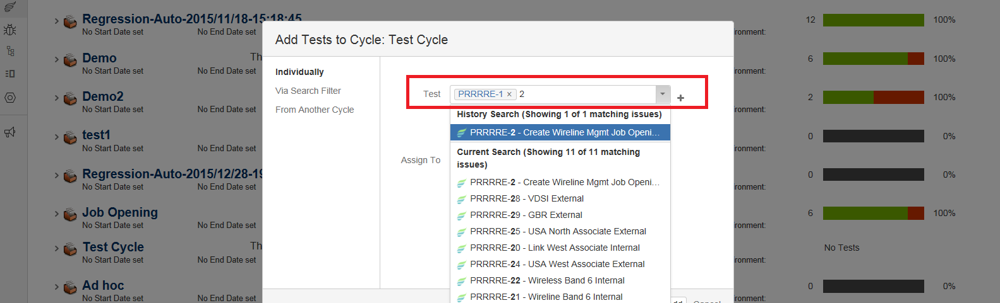 Regression-Auto-2015/11/18-15:18:45
No Start Date set No End Date set ironment: 12 100%
Demo Th
No Start Date set No End Date set ironment: 6 100%
Demo2
No Start Date set No End Date set ironment: 2 100%
test1
No Start Date set No End Date set ironment: 0 0%
Regression-Auto-2015/12/28-19
No Start Date set No End Date set ironment: 0 0%
Job Opening
No Start Date set No End Date set ironment: 6 100%
Test Cycle Th
No Start Date set No End Date set ironment: No Tests
Ad hoc
No Start Date set No End Date set ironment: 0 0%
Add Tests to Cycle: Test Cycle
Individually
Via Search Filter
From Another Cycle
Test PRRRRE-1 × 2
History Search (Showing 1 of 1 matching issues)
PRRRRE-2 - Create Wireline Mgmt Job Openi...
Assign To
Current Search (Showing 11 of 11 matching
issues)
PRRRRE-2 - Create Wireline Mgmt Job Openi...
PRRRRE-28 - VDSI External
PRRRRE-29 - GBR External
PRRRRE-25 - USA North Associate External
PRRRRE-20 - Link West Associate Internal
PRRRRE-24 - USA West Associate External
PRRRRE-22 - Wireless Band 6 Internal
PRRRRE-21 - Wireline Band 6 Internal
dd Cancel